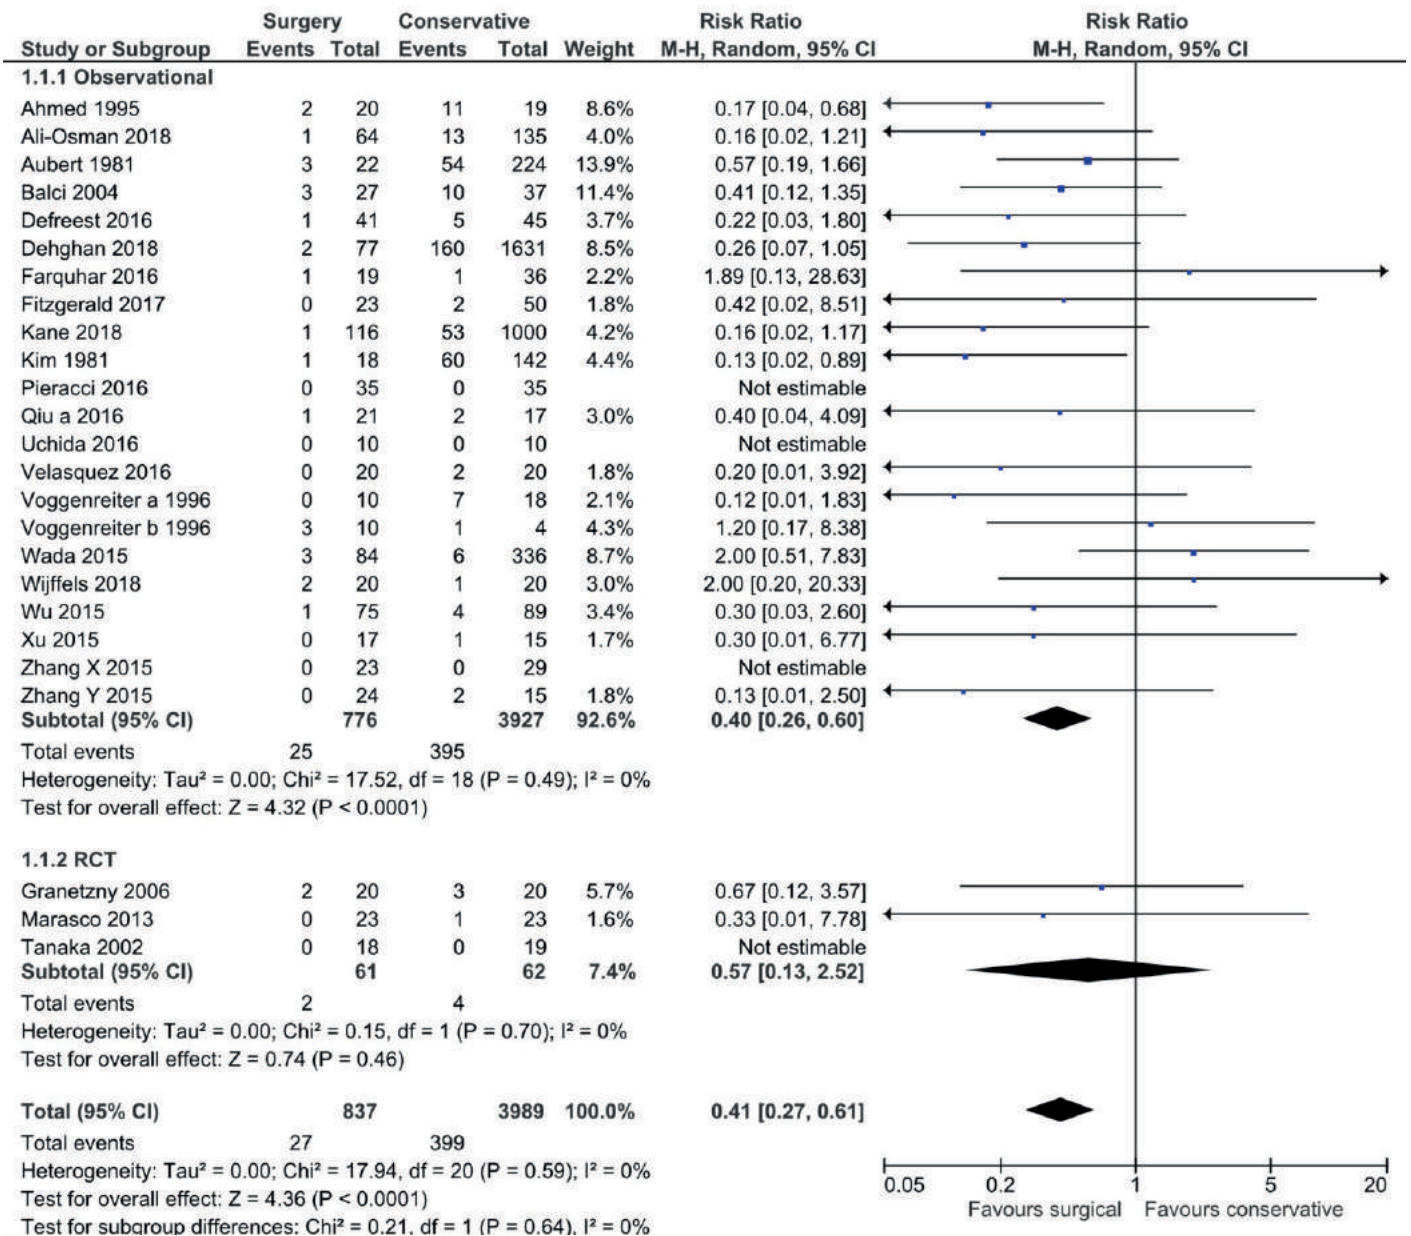 Surgery Conservative Risk Ratio Risk Ratio
Study or Subgroup Events Total Events Total Weight M-H, Random, 95% CI M-H, Random, 95% CI
1.1.1 Observational
Ahmed 1995 2 20 11 19 8.6% 0.17 [0.04, 0.68]
Ali-Osman 2018 1 64 13 135 4.0% 0.16 [0.02, 1.21]
Aubert 1981 3 22 54 224 13.9% 0.57 [0.19, 1.66]
Balci 2004 3 27 10 37 11.4% 0.41 [0.12, 1.35]
Defreest 2016 1 41 5 45 3.7% 0.22 [0.03, 1.80]
Dehghan 2018 2 77 160 1631 8.5% 0.26 [0.07, 1.05]
Farquhar 2016 1 19 1 36 2.2% 1.89 [0.13, 28.63]
Fitzgerald 2017 0 23 2 50 1.8% 0.42 [0.02, 8.51]
Kane 2018 1 116 53 1000 4.2% 0.16 [0.02, 1.17]
Kim 1981 1 18 60 142 4.4% 0.13 [0.02, 0.89]
Pieracci 2016 0 35 0 35 Not estimable
Qiu a 2016 1 21 2 17 3.0% 0.40 [0.04, 4.09]
Uchida 2016 0 10 0 10 Not estimable
Velasquez 2016 0 20 2 20 1.8% 0.20 [0.01, 3.92]
Voggenreiter a 1996 0 10 7 18 2.1% 0.12 [0.01, 1.83]
Voggenreiter b 1996 3 10 1 4 4.3% 1.20 [0.17, 8.38]
Wada 2015 3 84 6 336 8.7% 2.00 [0.51, 7.83]
Wijffels 2018 2 20 1 20 3.0% 2.00 [0.20, 20.33]
Wu 2015 1 75 4 89 3.4% 0.30 [0.03, 2.60]
Xu 2015 0 17 1 15 1.7% 0.30 [0.01, 6.77]
Zhang X 2015 0 23 0 29 Not estimable
Zhang Y 2015 0 24 2 15 1.8% 0.13 [0.01, 2.50]
Subtotal (95% CI) 776 3927 92.6% 0.40 [0.26, 0.60]
Total events 25 395
Heterogeneity: Tau² = 0.00; Chi² = 17.52, df = 18 (P = 0.49); I² = 0%
Test for overall effect: Z = 4.32 (P < 0.0001)
1.1.2 RCT
Granetzny 2006 2 20 3 20 5.7% 0.67 [0.12, 3.57]
Marasco 2013 0 23 1 23 1.6% 0.33 [0.01, 7.78]
Tanaka 2002 0 18 0 19 Not estimable
Subtotal (95% CI) 61 62 7.4% 0.57 [0.13, 2.52]
Total events 2 4
Heterogeneity: Tau² = 0.00; Chi² = 0.15, df = 1 (P = 0.70); I² = 0%
Test for overall effect: Z = 0.74 (P = 0.46)
Total (95% CI) 837 3989 100.0% 0.41 [0.27, 0.61]
Total events 27 399
Heterogeneity: Tau² = 0.00; Chi² = 17.94, df = 20 (P = 0.59); I² = 0%
Test for overall effect: Z = 4.36 (P < 0.0001)
Test for subgroup differences: Chi² = 0.21, df = 1 (P = 0.64), I² = 0%
0.05 0.2 1 5 20
Favours surgical Favours conservative